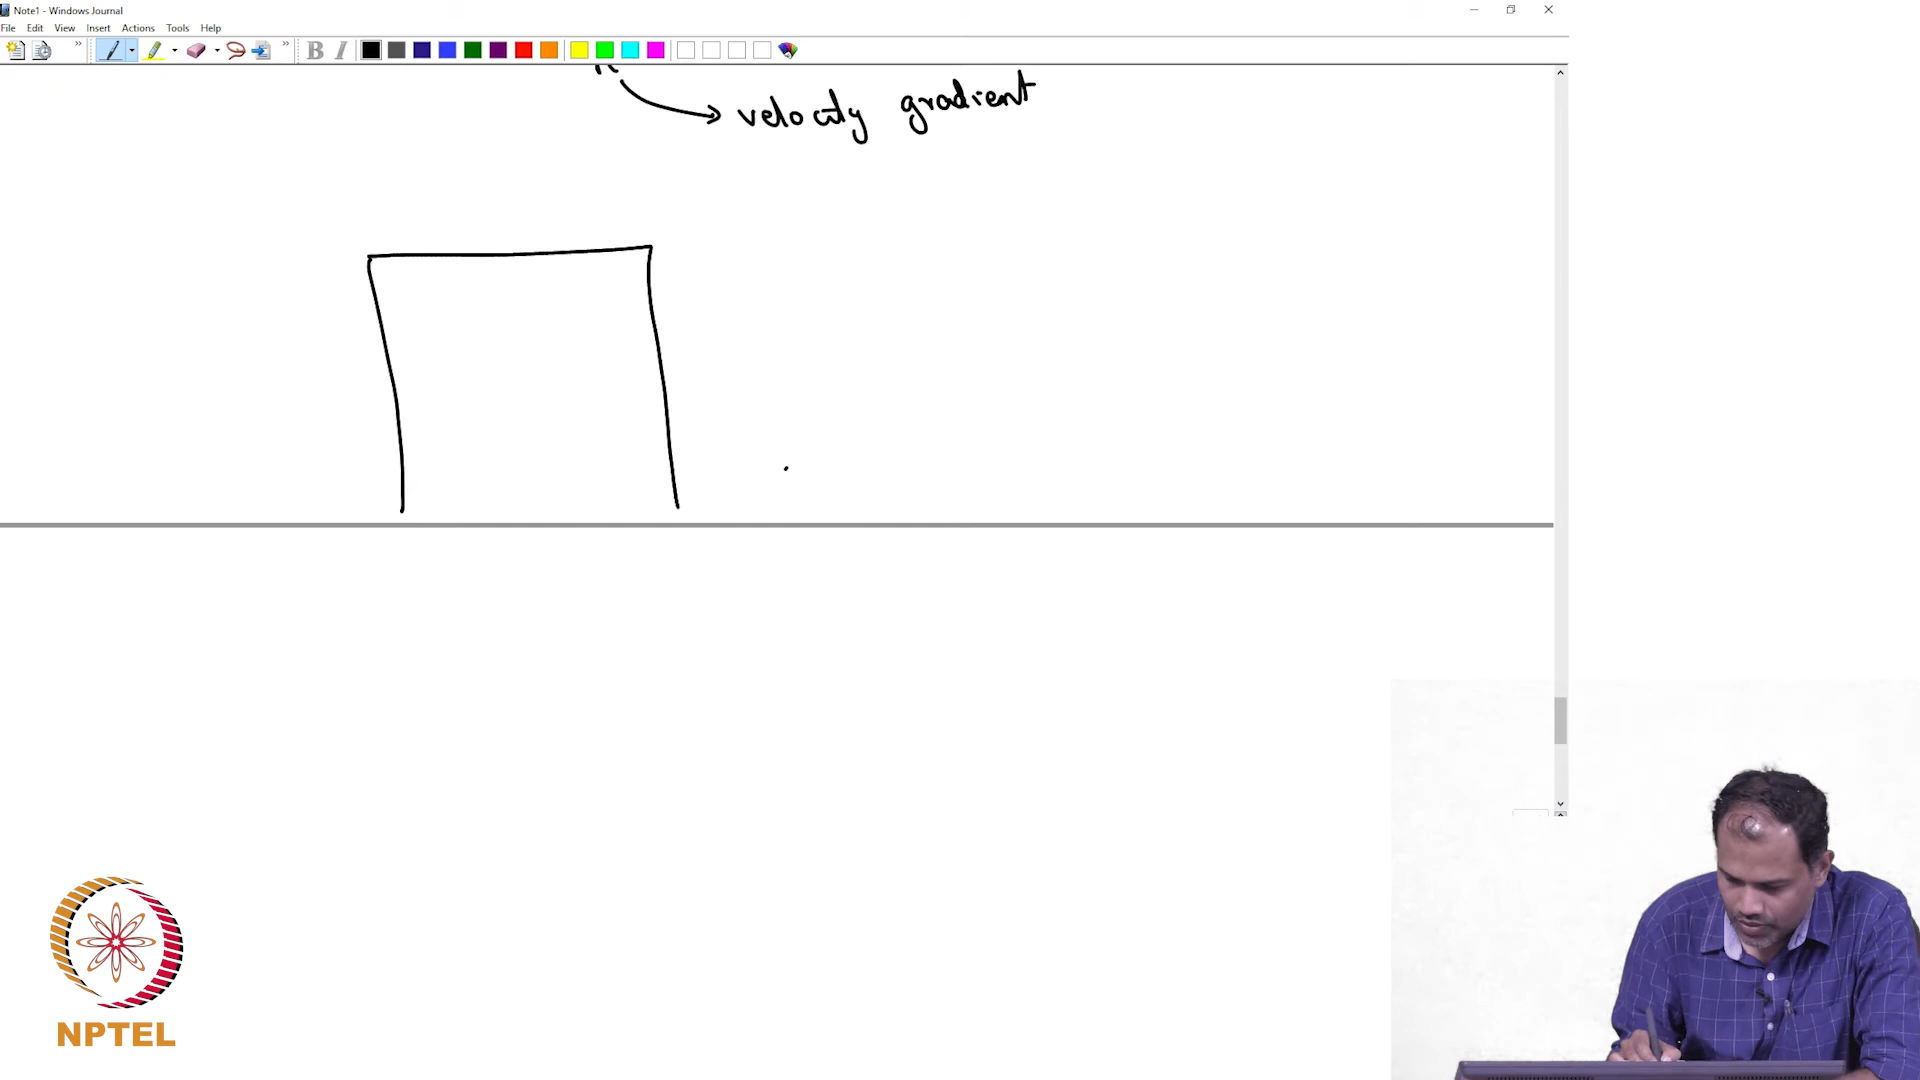 Note1 - Windows Journal
File Edit View Insert Actions Tools Help
B I
velocity gradient
NPTEL